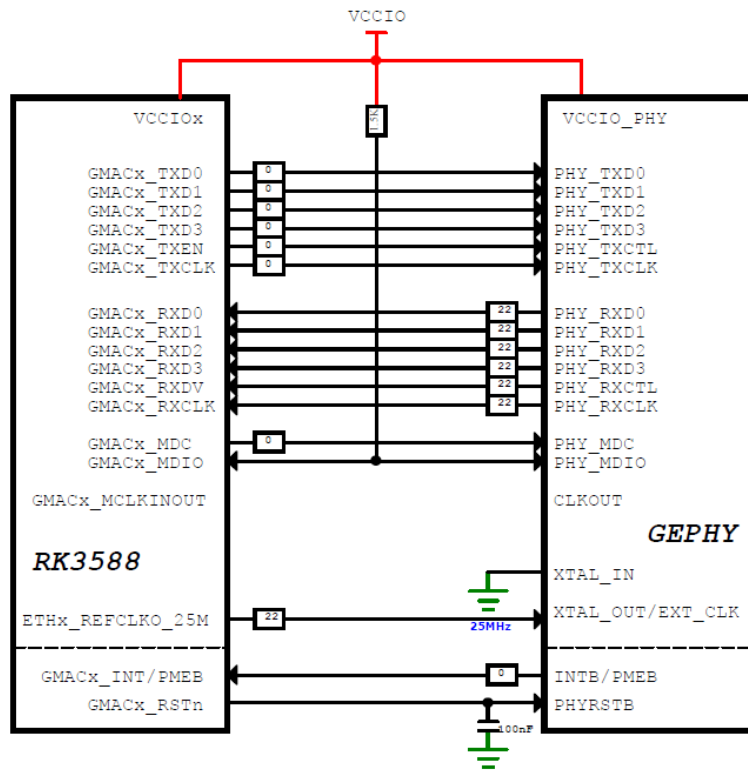 VCCIO
VCCIOx
VCCIO_PHY
1.5K
GMACx_TXD0 0 PHY_TXD0
GMACx_TXD1 0 PHY_TXD1
GMACx_TXD2 0 PHY_TXD2
GMACx_TXD3 0 PHY_TXD3
GMACx_TXEN 0 PHY_TXCTL
GMACx_TXCLK 0 PHY_TXCLK
GMACx_RXD0 22 PHY_RXD0
GMACx_RXD1 22 PHY_RXD1
GMACx_RXD2 22 PHY_RXD2
GMACx_RXD3 22 PHY_RXD3
GMACx_RXDV 22 PHY_RXCTL
GMACx_RXCLK 22 PHY_RXCLK
GMACx_MDC 0 PHY_MDC
GMACx_MDIO PHY_MDIO
GMACx_MCLKINOUT CLKOUT
RK3588
GEPHY
XTAL_IN
ETHx_REFCLKO_25M 22 25MHz XTAL_OUT/EXT_CLK
GMACx_INT/PMEB 0 INTB/PMEB
GMACx_RSTn PHYRSTB
100nF